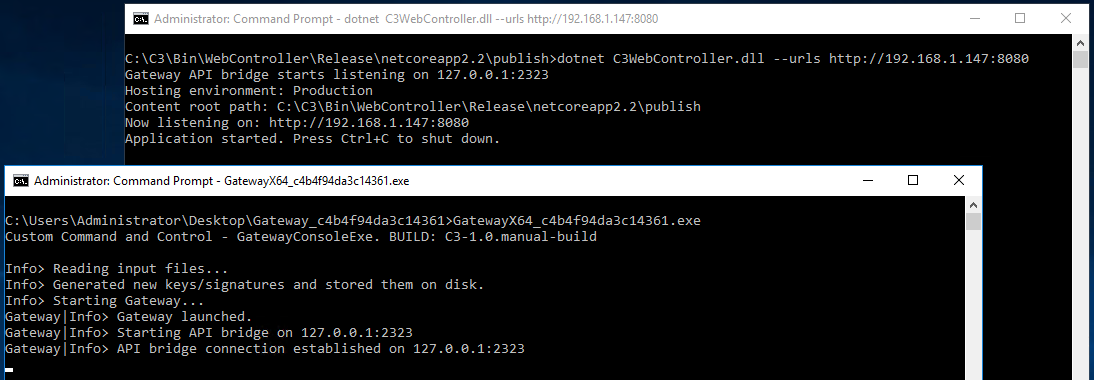 Administrator: Command Prompt - dotnet  C3WebController.dll --urls http://192.168.1.147:8080
C:\C3\Bin\WebController\Release\netcoreapp2.2\publish>dotnet C3WebController.dll --urls http://192.168.1.147:8080
Gateway API bridge starts listening on 127.0.0.1:2323
Hosting environment: Production
Content root path: C:\C3\Bin\WebController\Release\netcoreapp2.2\publish
Now listening on: http://192.168.1.147:8080
Application started. Press Ctrl+C to shut down.
Administrator: Command Prompt - GatewayX64_c4b4f94da3c14361.exe
C:\Users\Administrator\Desktop\Gateway_c4b4f94da3c14361>GatewayX64_c4b4f94da3c14361.exe
Custom Command and Control - GatewayConsoleExe. BUILD: C3-1.0.manual-build
Info> Reading input files...
Info> Generated new keys/signatures and stored them on disk.
Info> Starting Gateway...
Gateway|Info> Gateway launched.
Gateway|Info> Starting API bridge on 127.0.0.1:2323
Gateway|Info> API bridge connection established on 127.0.0.1:2323